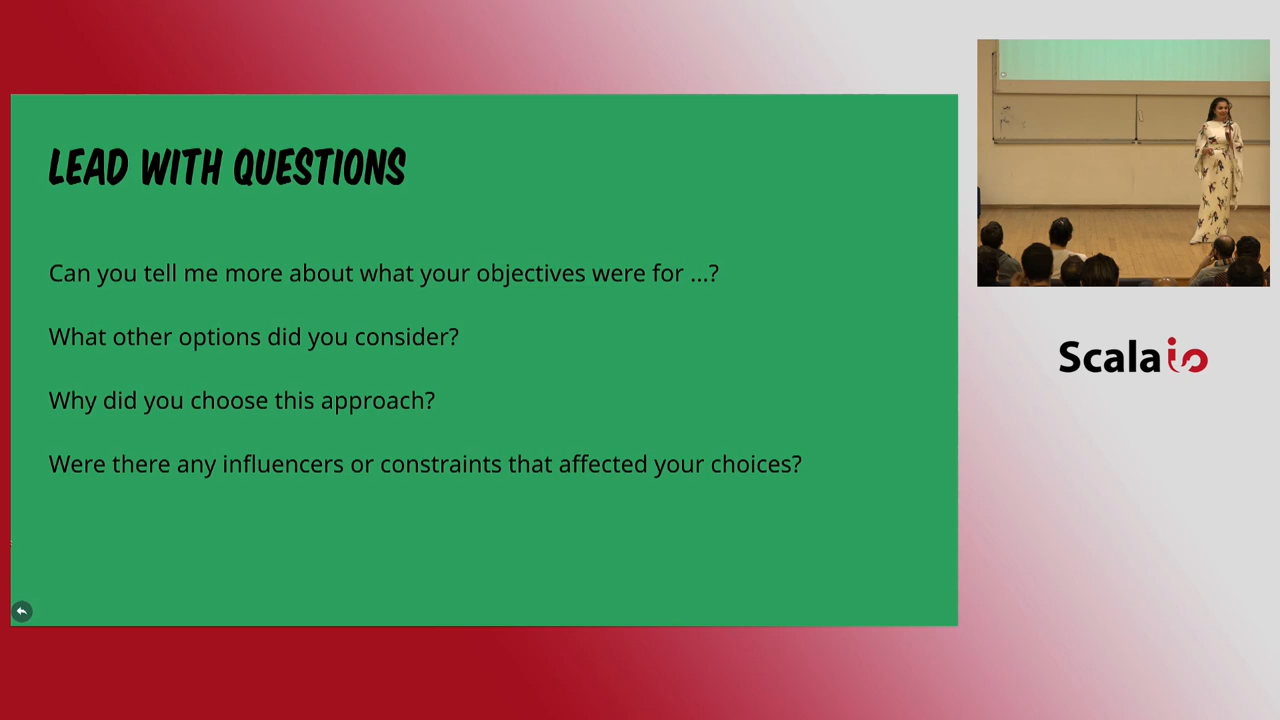 LEAD WITH QUESTIONS
Can you tell me more about what your objectives were for ...?
What other options did you consider?
Why did you choose this approach?
Were there any influencers or constraints that affected your choices?
Scala io